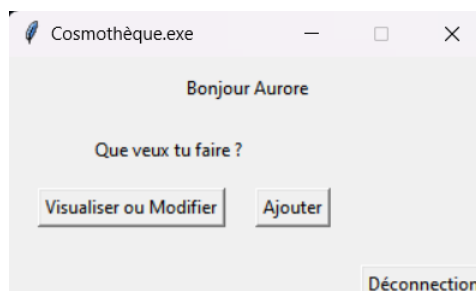 Cosmothèque.exe
Bonjour Aurore
Que veux tu faire ?
Visualiser ou Modifier Ajouter
Déconnection